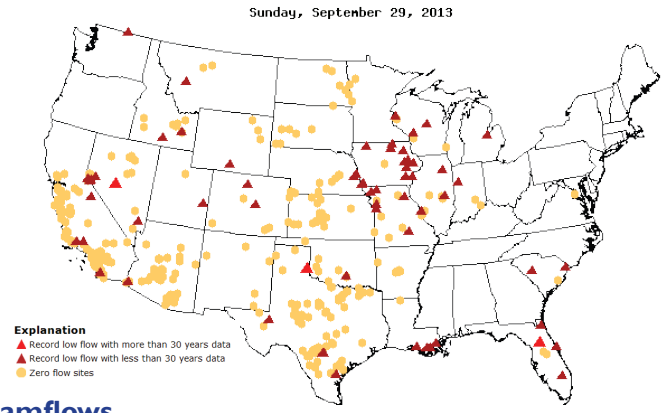 Sunday, September 29, 2013
Explanation
Record low flow with more than 30 years data
Record low flow with less than 30 years data
Zero flow sites
amflows